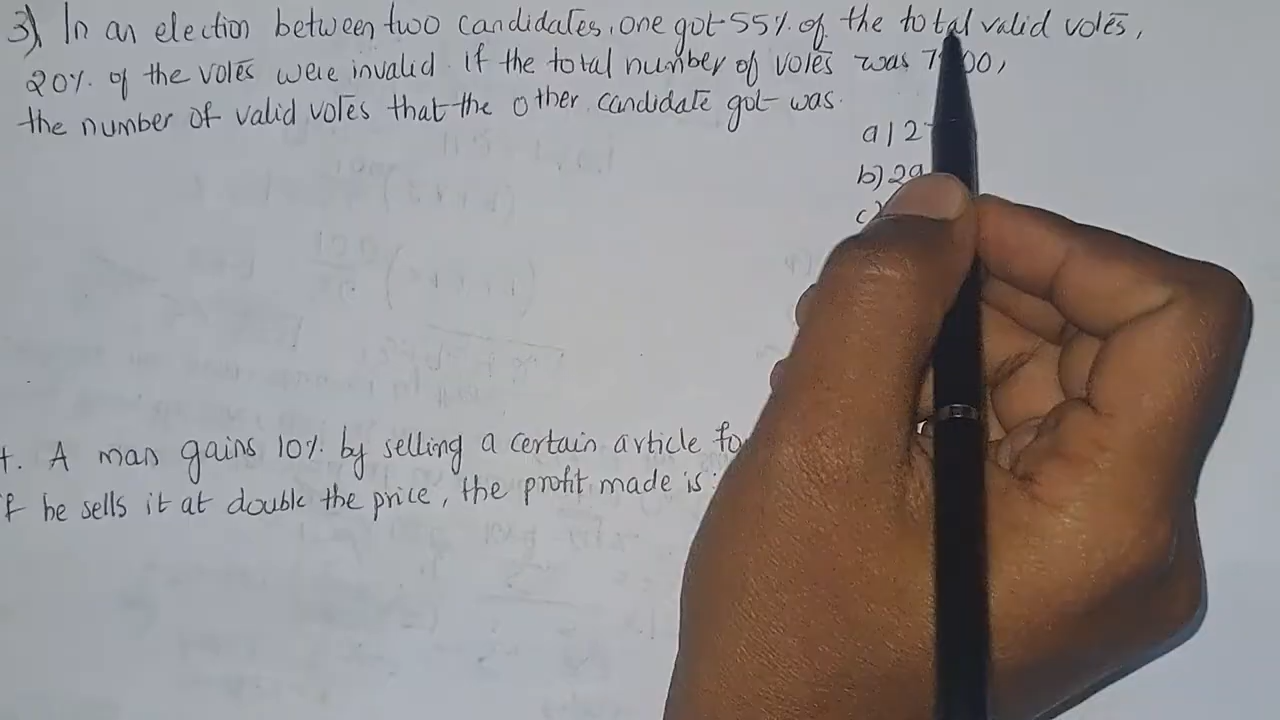 3) In an election between two candidates, one got 55% of the total valid votes,
20% of the votes were invalid. if the total number of votes was
the number of valid votes that the other candidate got was.
a)
b)
c)
4. A man gains 10% by selling a certain article
if he sells it at double the price, the profit made is: